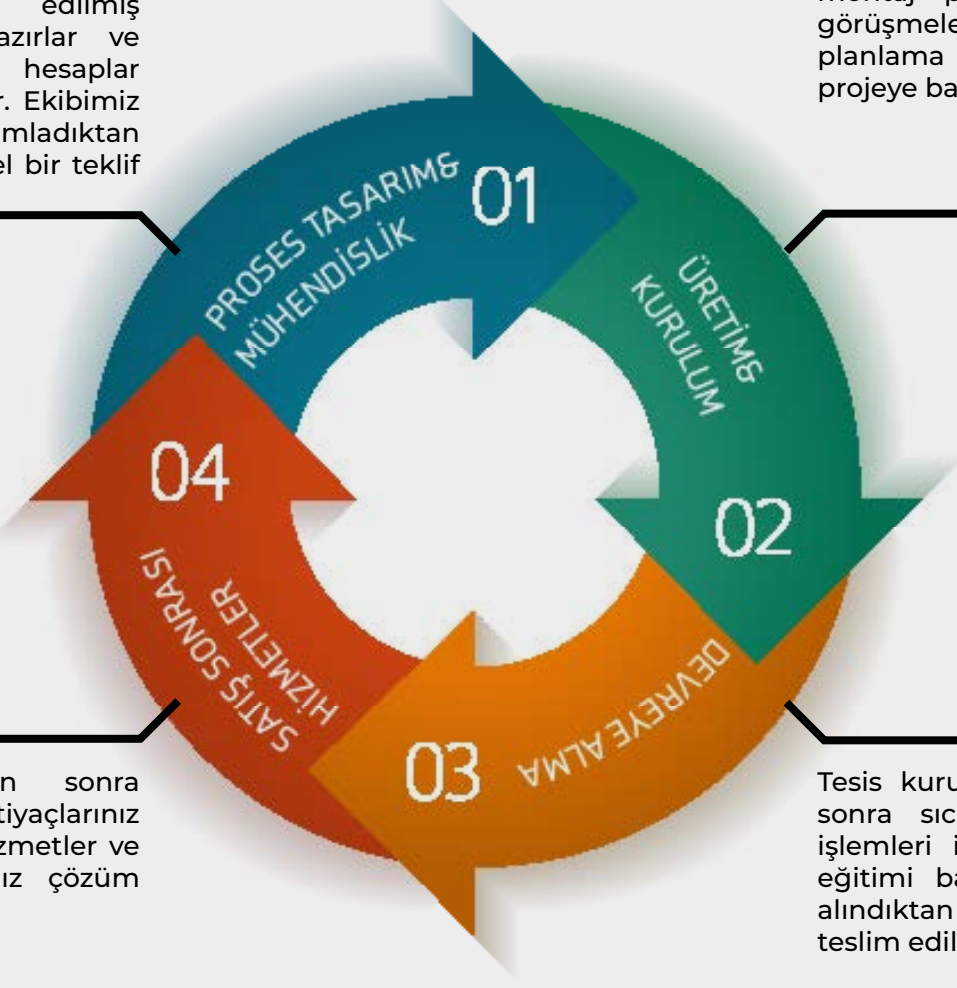 edilmiş
azırlar ve
hesaplar
r. Ekibimiz
mladıktan
el bir teklif
görüşmele
planlama
projeye ba
01
PROSES TASARIM&
MÜHENDİSLİK
ÜRETİM&
KURULUM
02
DEVREYE ALMA
03
04
SATIŞ SONRASI
HİZMETLER
n sonra
tiyaçlarınız
zmetler ve
ız çözüm
Tesis kuru
sonra sıc
işlemleri i
eğitimi ba
alındıktan
teslim edil